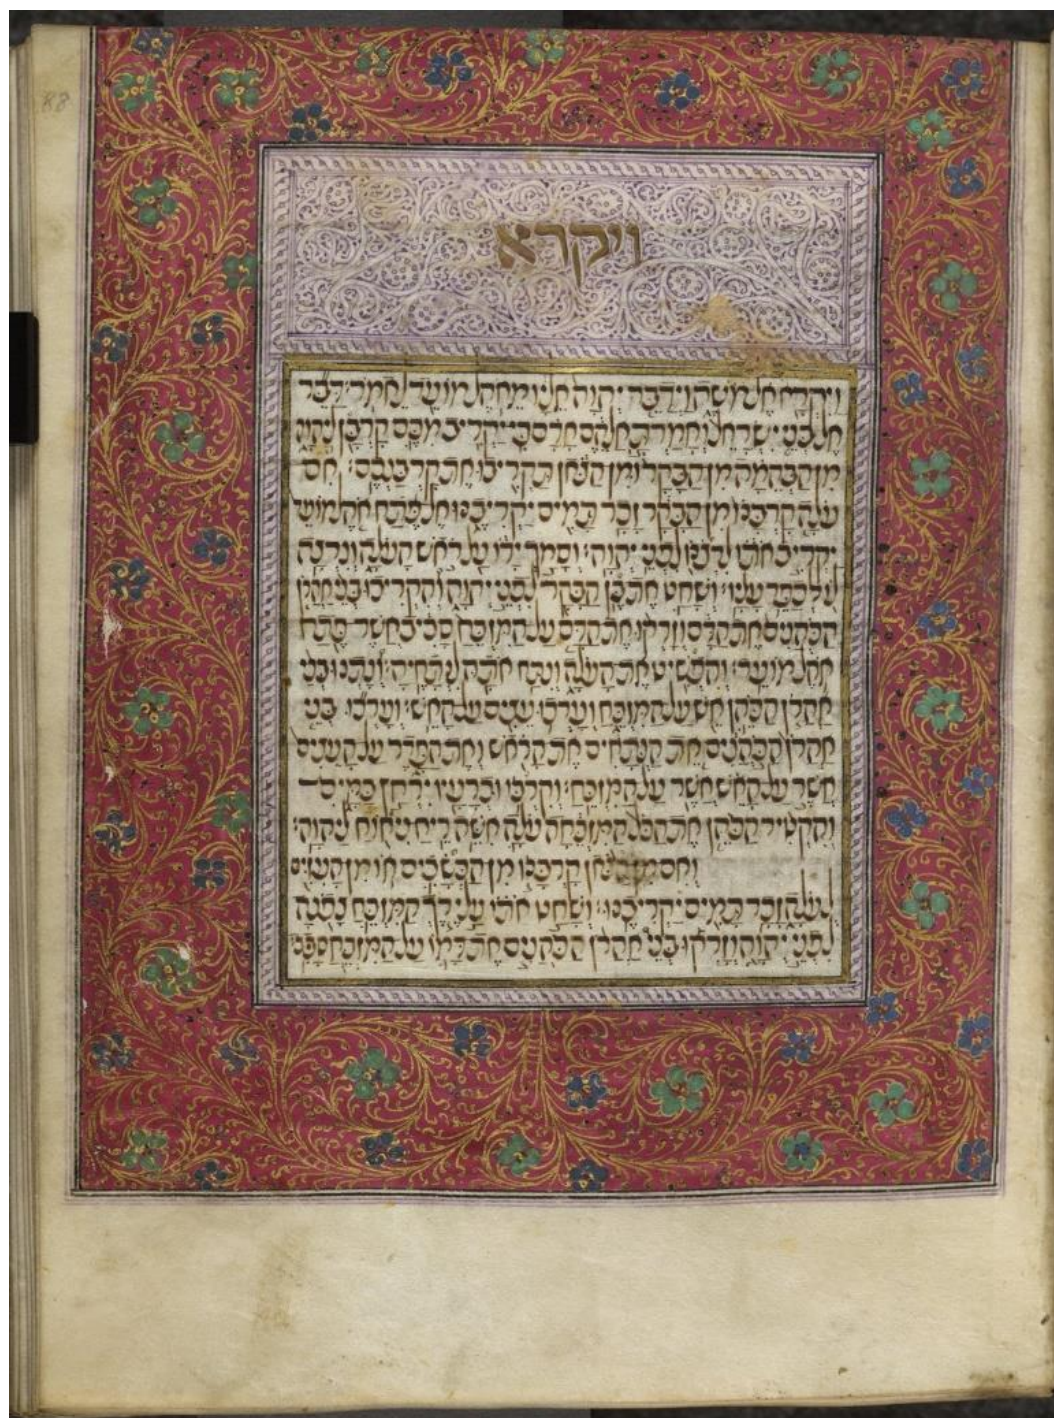 88
ויקרא
ויקרא אל משה וידבר יהוה אליו מאהל מועד לאמר׃ דבר
אל בני ישראל ואמרת אלהם אדם כי יקריב מכם קרבן ליהוה
מן הבהמה מן הבקר ומן הצאן תקריבו את קרבנכם׃ אם
עלה קרבנו מן הבקר זכר תמים יקריבנו אל פתח אהל מועד
יקריב אתו לרצנו לפני יהוה׃ וסמך ידו על ראש העלה ונרצה
לו לכפר עליו׃ ושחט את בן הבקר לפני יהוה והקריבו בני אהרן
הכהנים את הדם וזרקו את הדם על המזבח סביב אשר פתח
אהל מועד׃ והפשיט את העלה ונתח אתה לנתחיה׃ ונתנו בני
אהרן הכהן אש על המזבח וערכו עצים על האש׃ וערכו בני
אהרן הכהנים את הנתחים את הראש ואת הפדר על העצים
אשר על האש אשר על המזבח׃ וקרבו וכרעיו ירחץ במים
והקטיר הכהן את הכל המזבחה עלה אשה ריח ניחוח ליהוה׃
ואם מן הצאן קרבנו מן הכשבים או מן העזים
לעלה זכר תמים יקריבנו׃ ושחט אתו על ירך המזבח צפנה
לפני יהוה וזרקו בני אהרן הכהנים את דמו על המזבח סביב׃